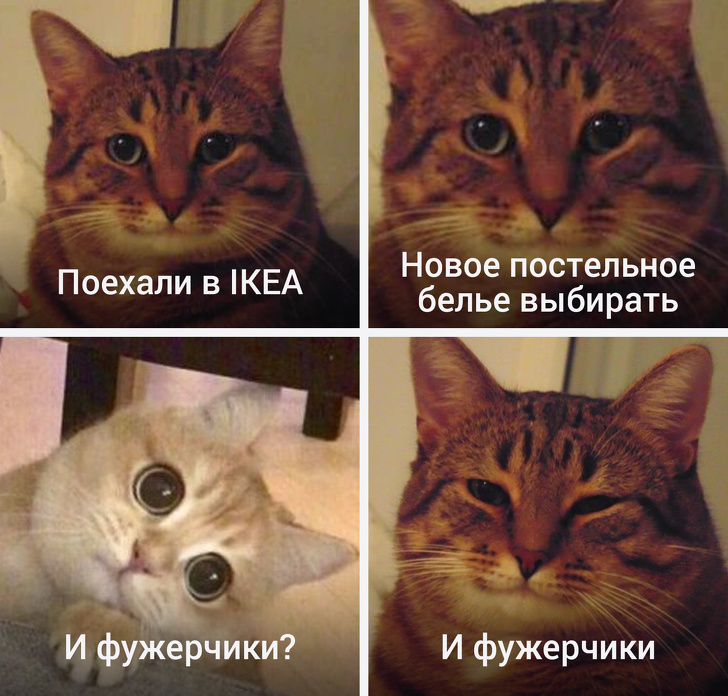 Поехали в IKEA
Новое постельное
белье выбирать
И фужерчики?
И фужерчики